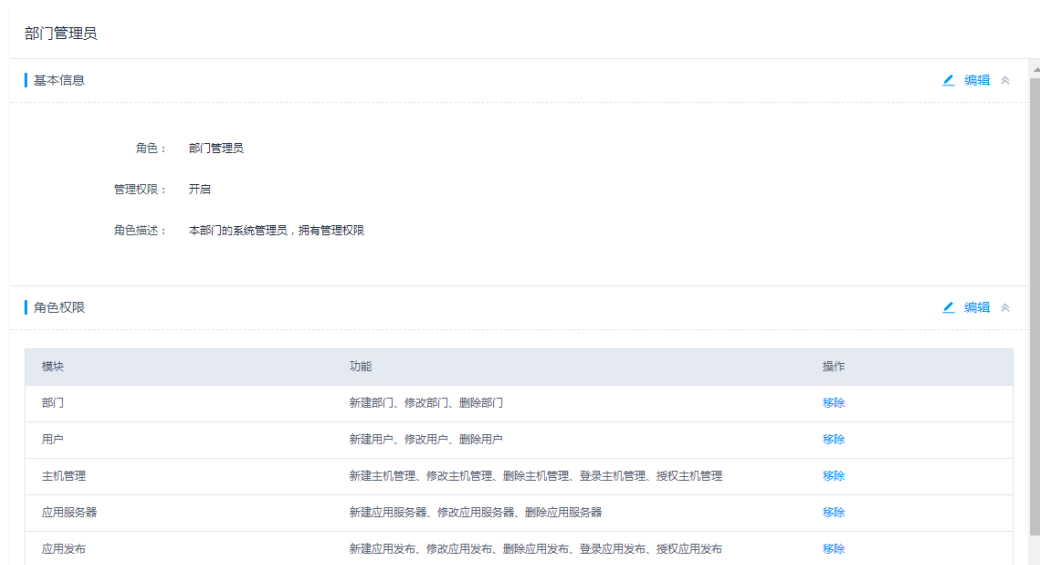 部门管理员
基本信息 编辑
角色： 部门管理员
管理权限： 开启
角色描述： 本部门的系统管理员，拥有管理权限
角色权限 编辑
模块 功能 操作
部门 新建部门、修改部门、删除部门 移除
用户 新建用户、修改用户、删除用户 移除
主机管理 新建主机管理、修改主机管理、删除主机管理、登录主机管理、授权主机管理 移除
应用服务器 新建应用服务器、修改应用服务器、删除应用服务器 移除
应用发布 新建应用发布、修改应用发布、删除应用发布、登录应用发布、授权应用发布 移除